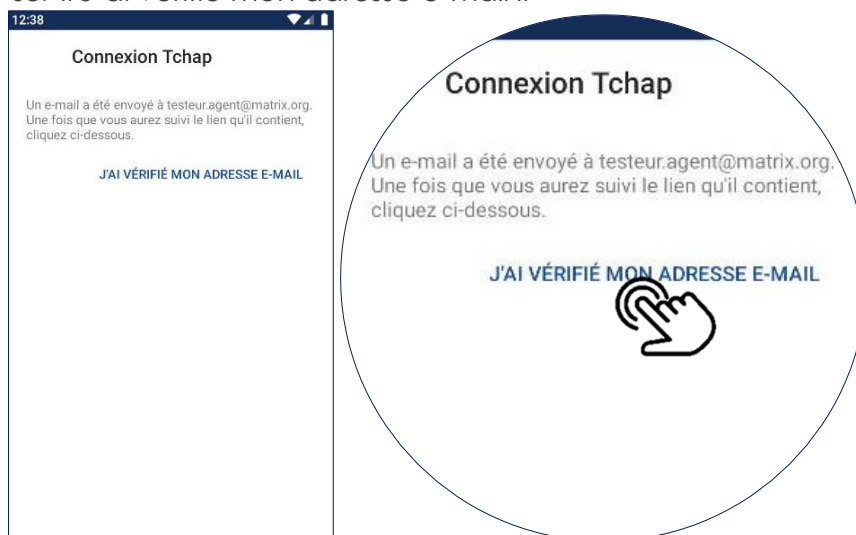 12:38
Connexion Tchap
Un e-mail a été envoyé à testeur.agent@matrix.org.
Une fois que vous aurez suivi le lien qu'il contient,
cliquez ci-dessous.
J'AI VÉRIFIÉ MON ADRESSE E-MAIL
Connexion Tchap
Un e-mail a été envoyé à testeur.agent@matrix.org.
Une fois que vous aurez suivi le lien qu'il contient,
cliquez ci-dessous.
J'AI VÉRIFIÉ MON ADRESSE E-MAIL